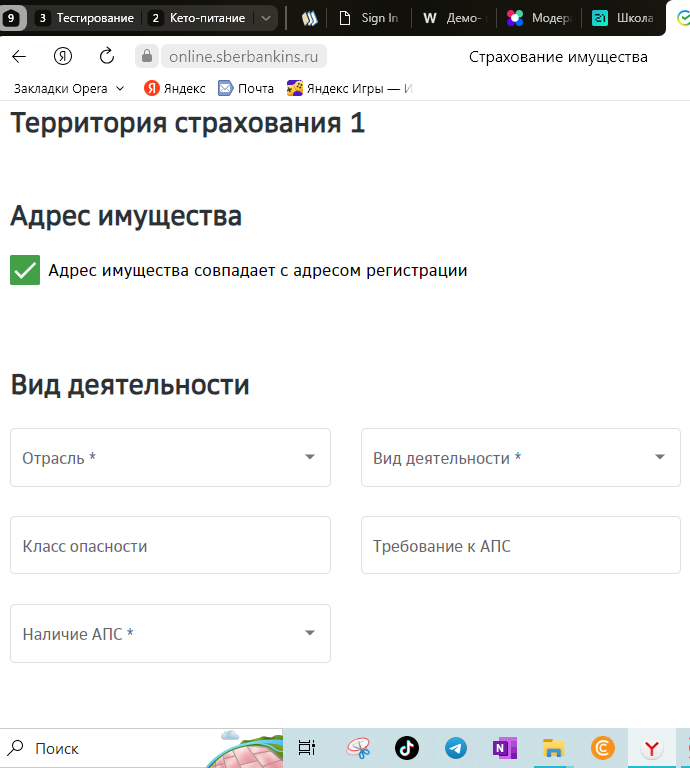 9 3 Тестирование 2 Кето-питание Sign In W Демо- Модер 21 Школа
Я online.sberbankins.ru Страхование имущества
Закладки Opera Я Яндекс Почта Яндекс Игры — И
Территория страхования 1
Адрес имущества
Адрес имущества совпадает с адресом регистрации
Вид деятельности
Отрасль * Вид деятельности *
Класс опасности Требование к АПС
Наличие АПС *
Поиск